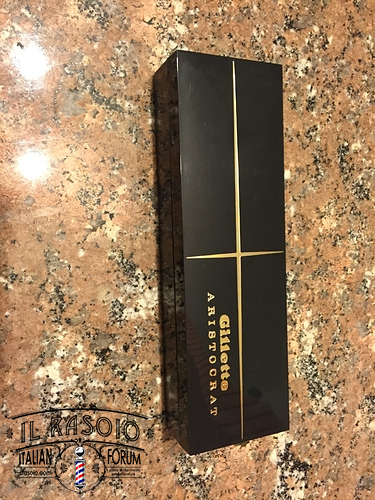 Gillette
ARISTOCRAT
IL RASOIO
ITALIAN FORUM